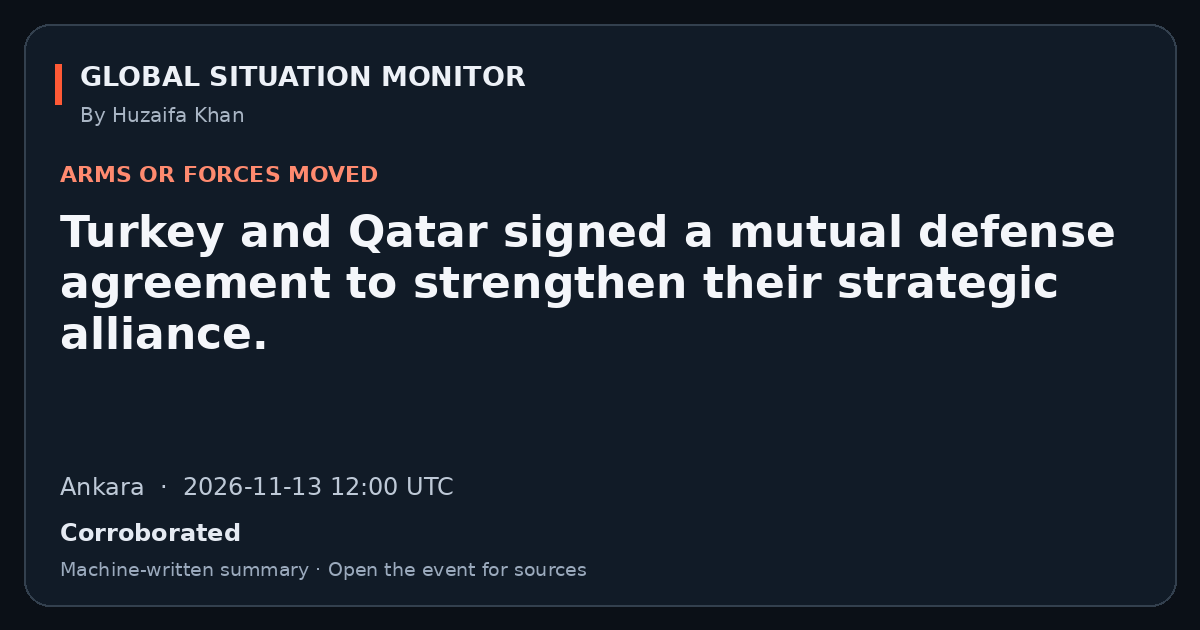 GLOBAL SITUATION MONITOR
By Huzaifa Khan
ARMS OR FORCES MOVED
Turkey and Qatar signed a mutual defense
agreement to strengthen their strategic
alliance.
Ankara · 2026-11-13 12:00 UTC
Corroborated
Machine-written summary · Open the event for sources